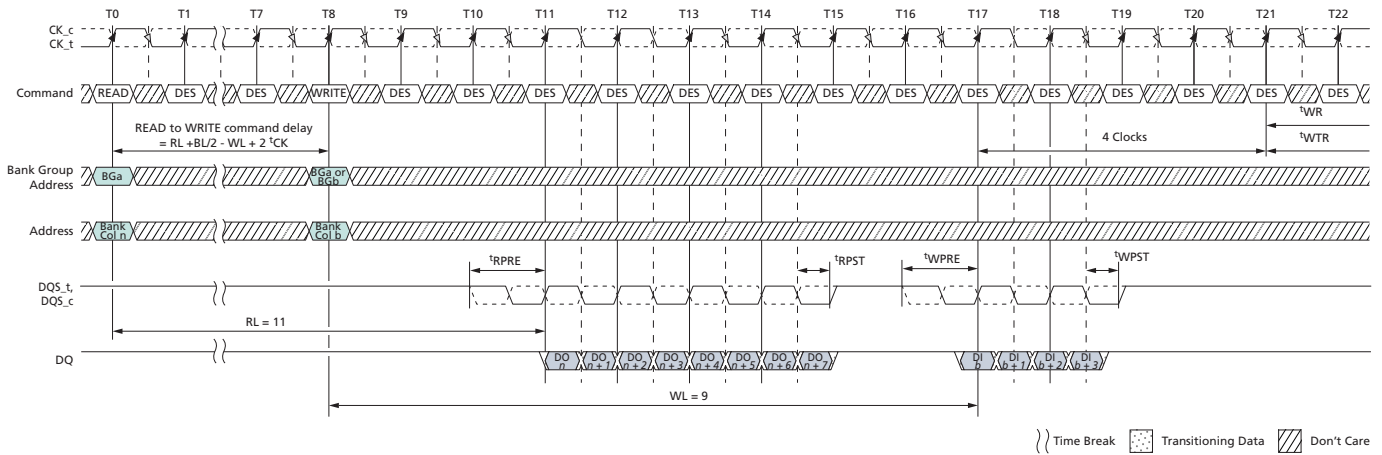 T0 T1 T7 T8 T9 T10 T11 T12 T13 T14 T15 T16 T17 T18 T19 T20 T21 T22
CK_c
CK_t
Command READ DES DES WRITE DES DES DES DES DES DES DES DES DES DES DES DES DES DES
tWR
READ to WRITE command delay
= RL +BL/2 - WL + 2 tCK
4 Clocks
tWTR
Bank Group
Address
BGa
BGa or
BGb
Address
Bank
Col n
Bank
Col b
tRPRE
tRPST
tWPRE
tWPST
DQS_t,
DQS_c
RL = 11
DQ
DO
n
DO
n + 1
DO
n + 2
DO
n + 3
DO
n + 4
DO
n + 5
DO
n + 6
DO
n + 7
DI
b
DI
b + 1
DI
b + 2
DI
b + 3
WL = 9
Time Break Transitioning Data Don't Care